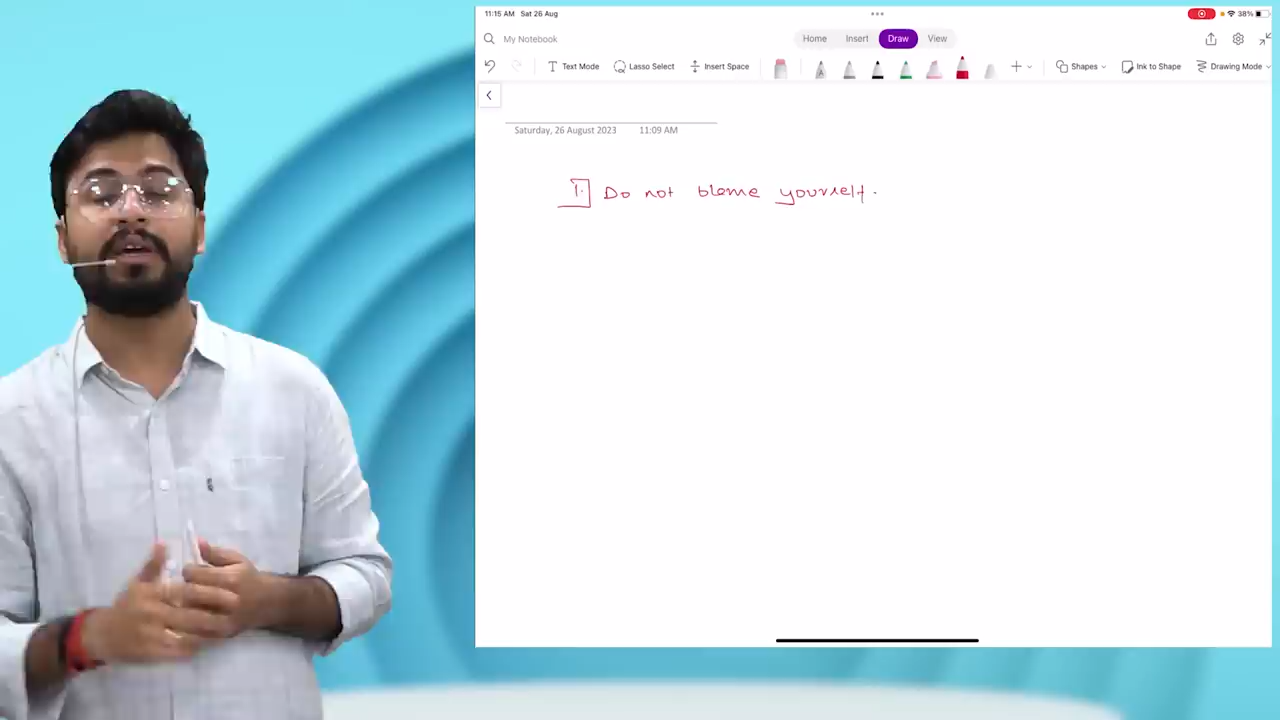 11:15 AM Sat 26 Aug
38%
My Notebook
Home Insert Draw View
Text Mode Lasso Select Insert Space Shapes Ink to Shape Drawing Mode
Saturday, 26 August 2023 11:09 AM
1. Do not bleme yourself.